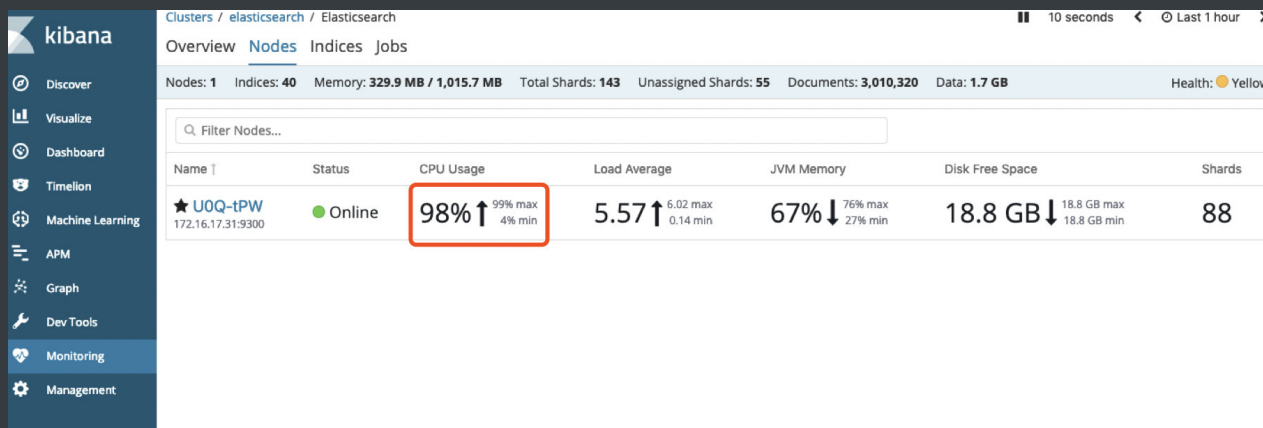 kibana
Discover
Visualize
Dashboard
Timelion
Machine Learning
APM
Graph
Dev Tools
Monitoring
Management
Clusters / elasticsearch / Elasticsearch
10 seconds
Last 1 hour
Overview Nodes Indices Jobs
Nodes: 1 Indices: 40 Memory: 329.9 MB / 1,015.7 MB Total Shards: 143 Unassigned Shards: 55 Documents: 3,010,320 Data: 1.7 GB Health: Yellow
Filter Nodes...
Name Status CPU Usage Load Average JVM Memory Disk Free Space Shards
U0Q-tPW
172.16.17.31:9300
Online
98%
99% max
4% min
5.57
6.02 max
0.14 min
67%
76% max
27% min
18.8 GB
18.8 GB max
18.8 GB min
88